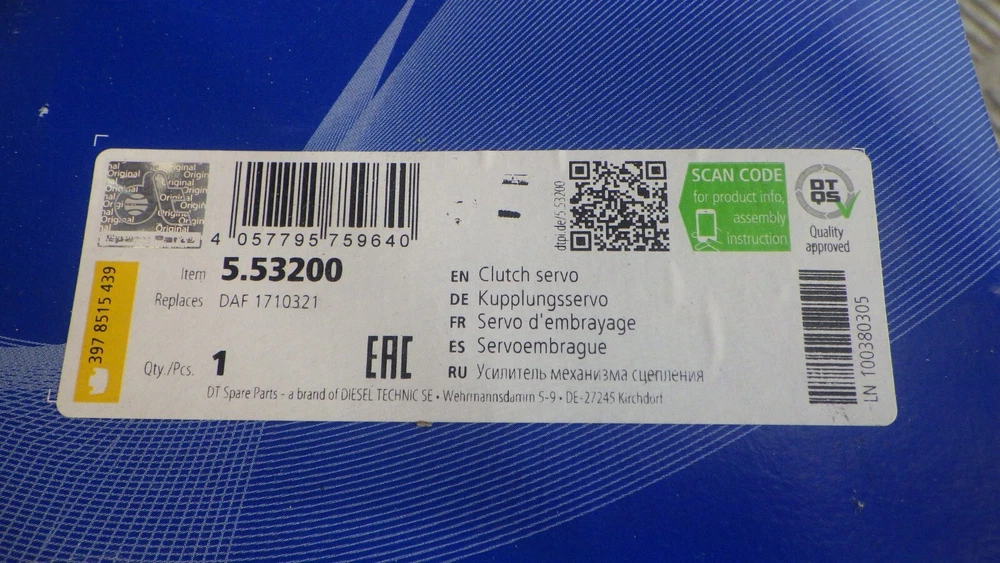 Original
4 057795 759640
dtpi.de/5.53200
SCAN CODE
for product info,
assembly
instruction
DT
QS
Quality
approved
397 8515 439
Item 5.53200
Replaces DAF 1710321
Qty./Pcs. 1
EAC
EN Clutch servo
DE Kupplungsservo
FR Servo d'embrayage
ES Servoembrague
RU Усилитель механизма сцепления
DT Spare Parts - a brand of DIESEL TECHNIC SE • Wehrmannsdamm 5-9 • DE-27245 Kirchdorf
LN 100380305